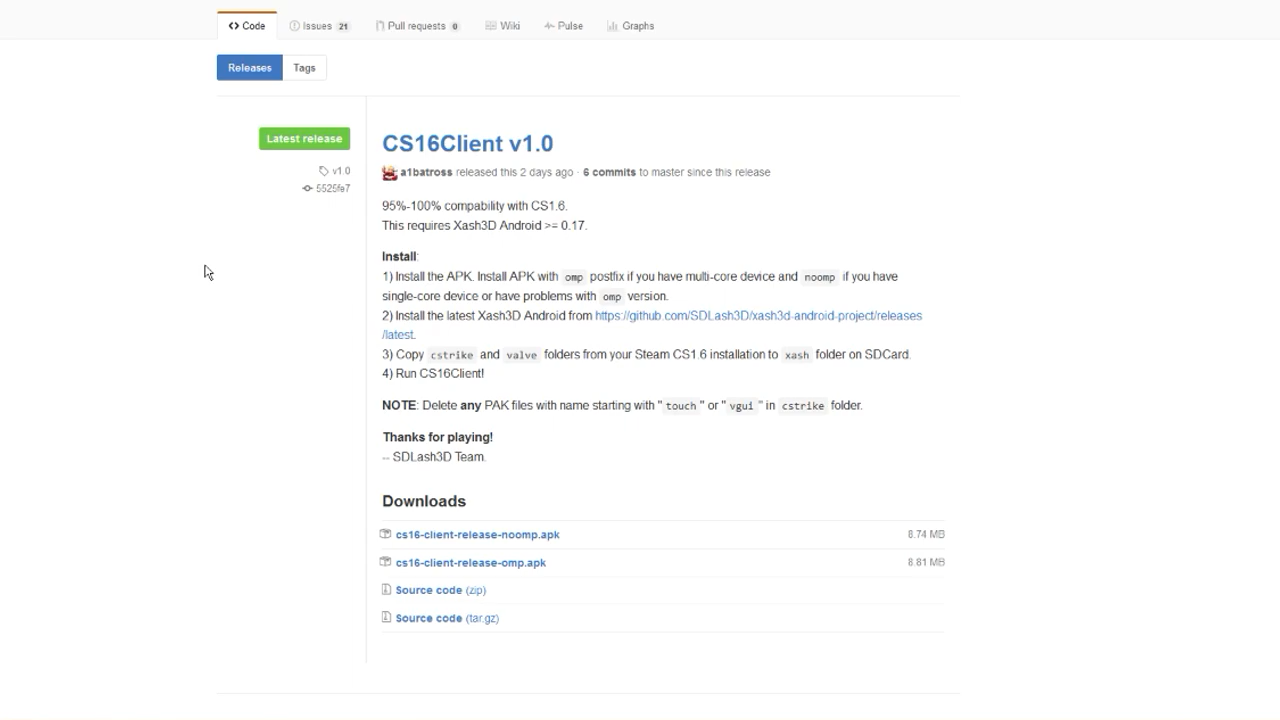 Code Issues 21 Pull requests 0 Wiki Pulse Graphs
Releases Tags
Latest release
v1.0
5525fe7
CS16Client v1.0
a1batross released this 2 days ago · 6 commits to master since this release
95%-100% compability with CS1.6.
This requires Xash3D Android >= 0.17.
Install:
1) Install the APK. Install APK with omp postfix if you have multi-core device and noomp if you have
single-core device or have problems with omp version.
2) Install the latest Xash3D Android from https://github.com/SDLash3D/xash3d-android-project/releases
/latest.
3) Copy cstrike and valve folders from your Steam CS1.6 installation to xash folder on SDCard.
4) Run CS16Client!
NOTE: Delete any PAK files with name starting with "touch" or "vgui" in cstrike folder.
Thanks for playing!
-- SDLash3D Team.
Downloads
cs16-client-release-noomp.apk 8.74 MB
cs16-client-release-omp.apk 8.81 MB
Source code (zip)
Source code (tar.gz)